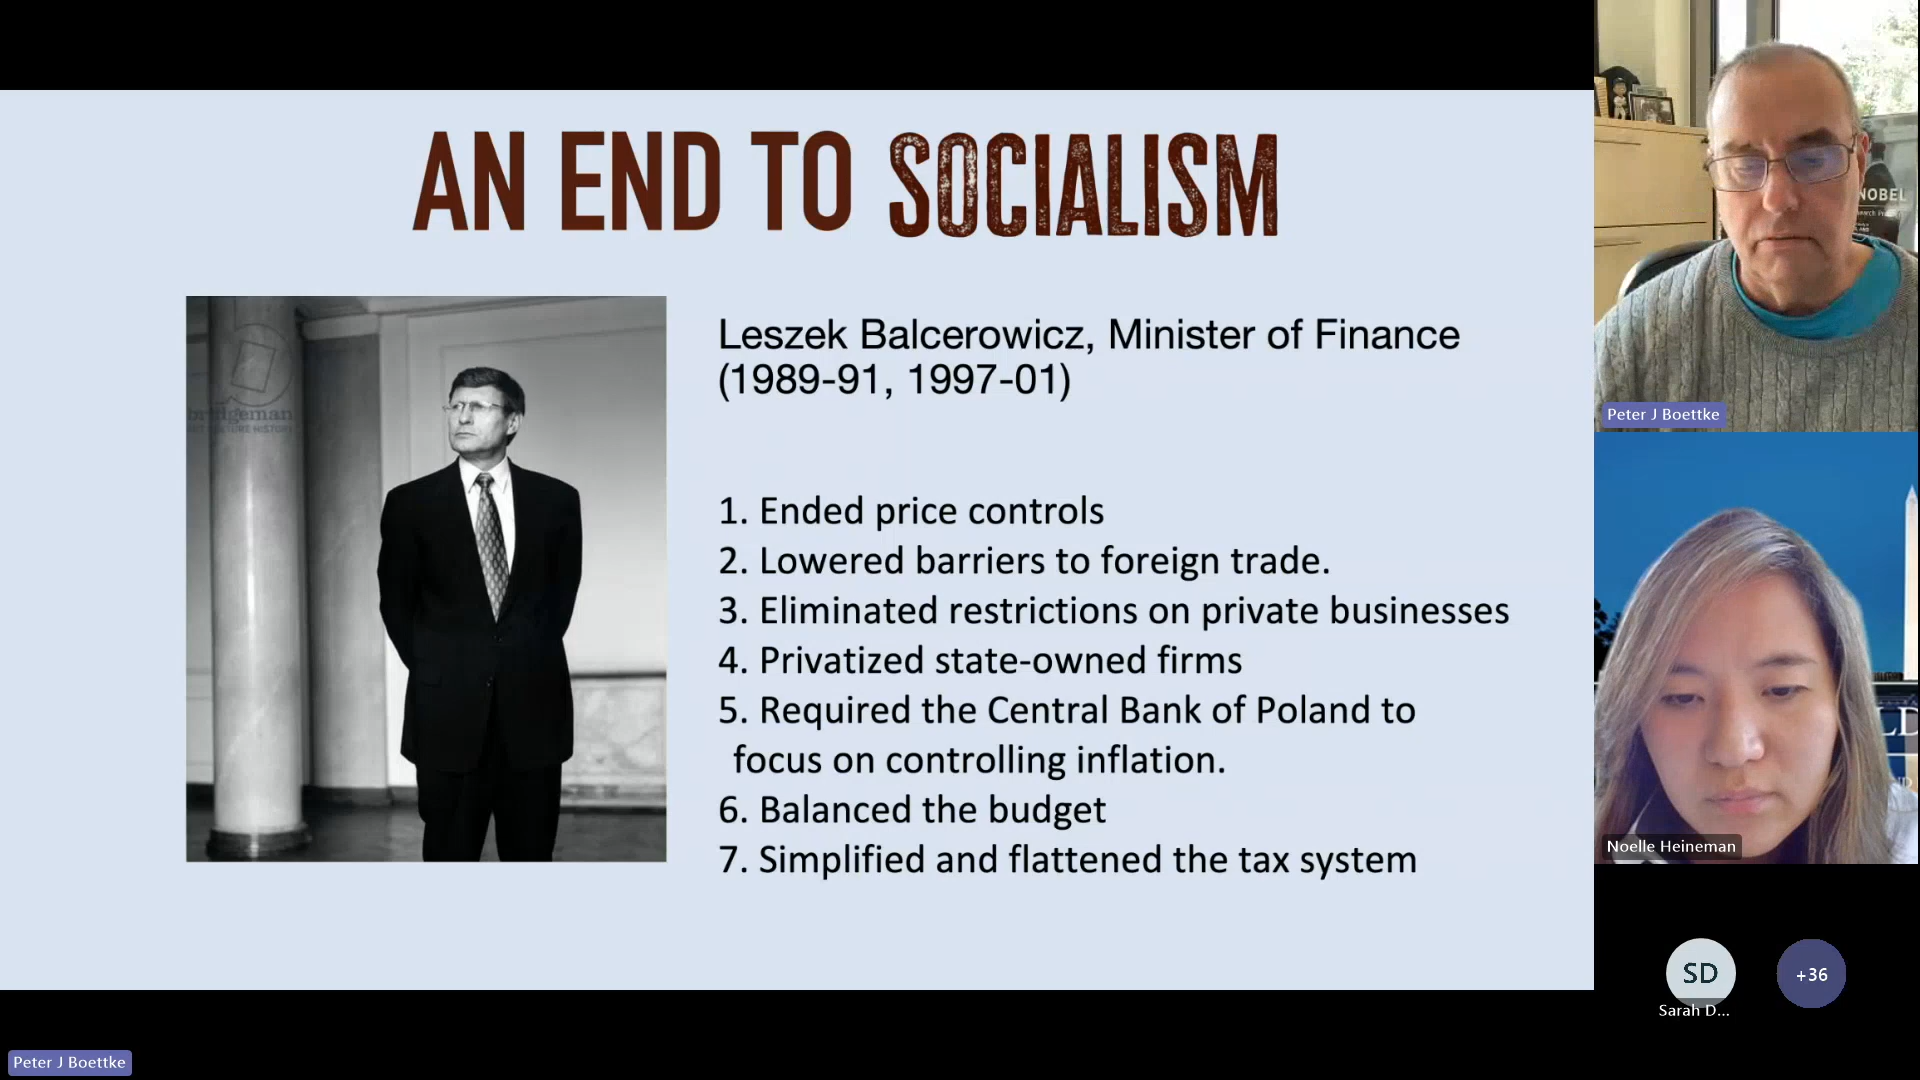 AN END TO SOCIALISM
bridgeman
Leszek Balcerowicz, Minister of Finance
(1989-91, 1997-01)
1. Ended price controls
2. Lowered barriers to foreign trade.
3. Eliminated restrictions on private businesses
4. Privatized state-owned firms
5. Required the Central Bank of Poland to
focus on controlling inflation.
6. Balanced the budget
7. Simplified and flattened the tax system
NOBEL
Peter J Boettke
LD
Noelle Heineman
SD
+36
Sarah D...
Peter J Boettke